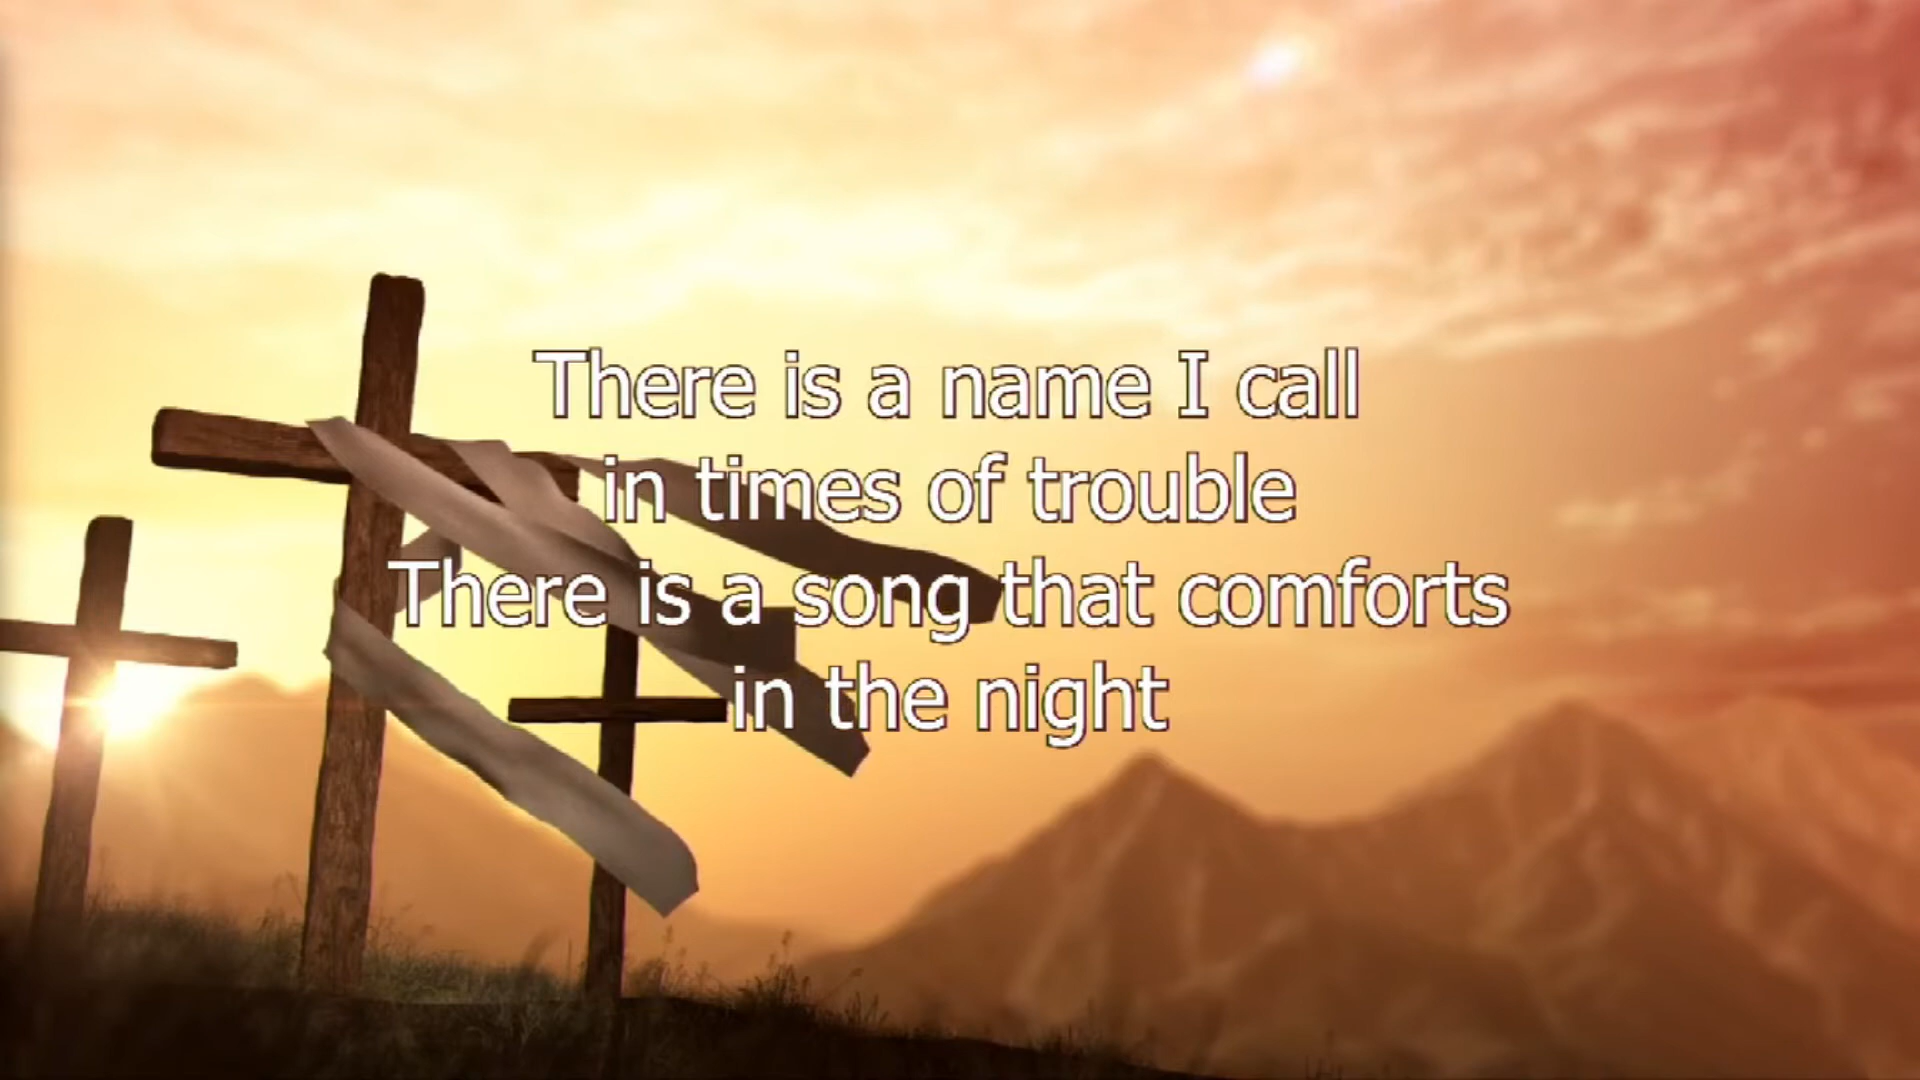 There is a name I call
in times of trouble
There is a song that comforts
in the night